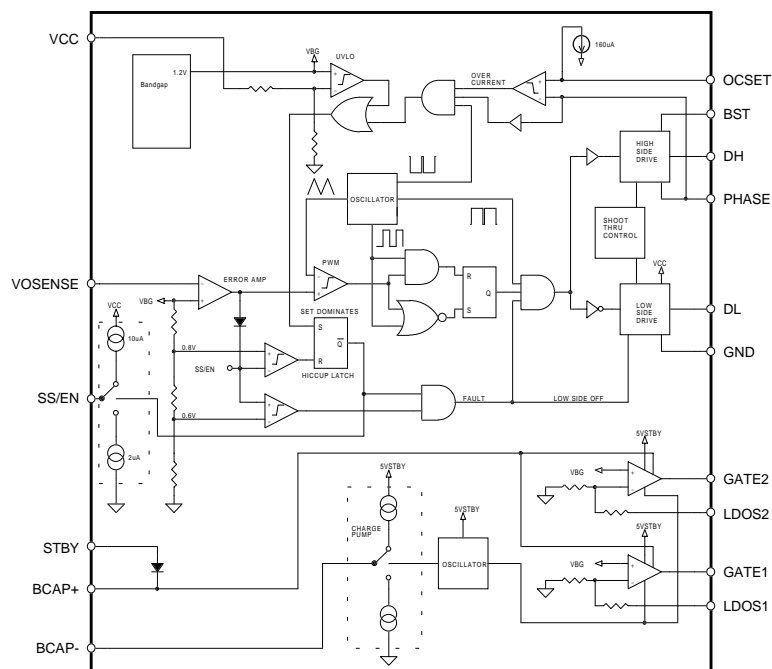 VCC
VBG
UVLO
1.2V
Bandgap
OVER
CURRENT
160uA
OCSET
BST
HIGH
SIDE
DRIVE
DH
PHASE
OSCILLATOR
SHOOT
THRU
CONTROL
VOSENSE
ERROR AMP
PWM
VBG
R
Q
S
VCC
LOW
SIDE
DRIVE
DL
GND
VCC
10uA
SET DOMINATES
S
Q
R
HICCUP LATCH
0.8V
SS/EN
SS/EN
0.6V
2uA
FAULT
LOW SIDE OFF
5VSTBY
CHARGE
PUMP
5VSTBY
OSCILLATOR
5VSTBY
VBG
GATE2
LDOS2
5VSTBY
VBG
GATE1
LDOS1
STBY
BCAP+
BCAP-